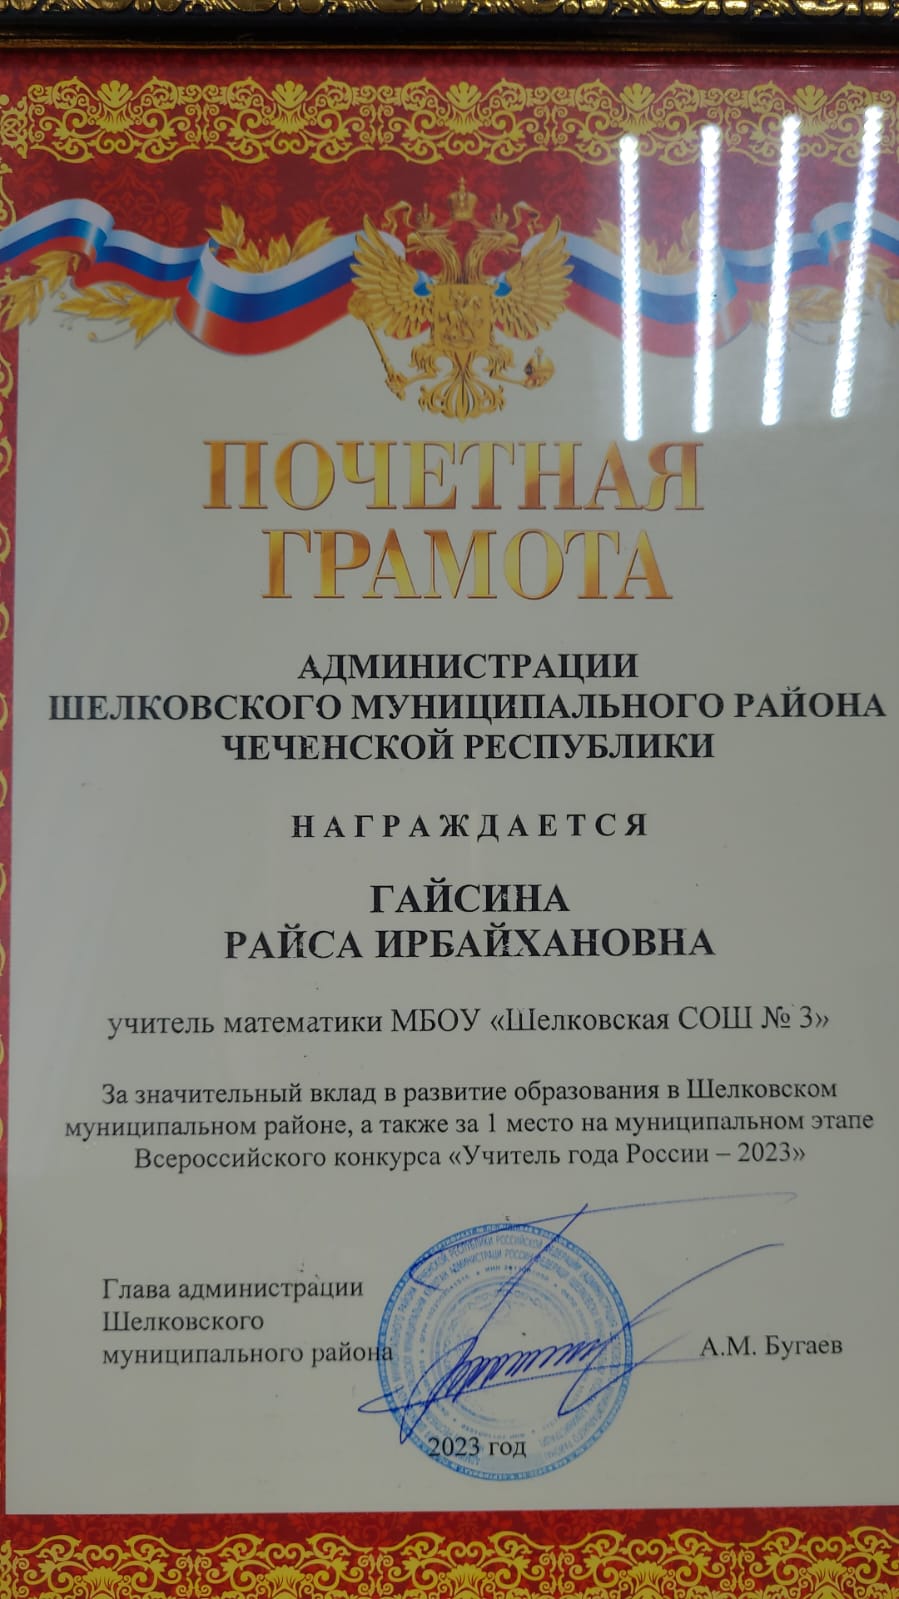 ПОЧЕТНАЯ
ГРАМОТА
АДМИНИСТРАЦИИ
ШЕЛКОВСКОГО МУНИЦИПАЛЬНОГО РАЙОНА
ЧЕЧЕНСКОЙ РЕСПУБЛИКИ
НАГРАЖДАЕТСЯ
ГАЙСИНА
РАЙСА ИРБАЙХАНОВНА
учитель математики МБОУ «Шелковская СОШ № 3»
За значительный вклад в развитие образования в Шелковском
муниципальном районе, а также за 1 место на муниципальном этапе
Всероссийского конкурса «Учитель года России – 2023»
Глава администрации
Шелковского
муниципального района
А.М. Бугаев
2023 год